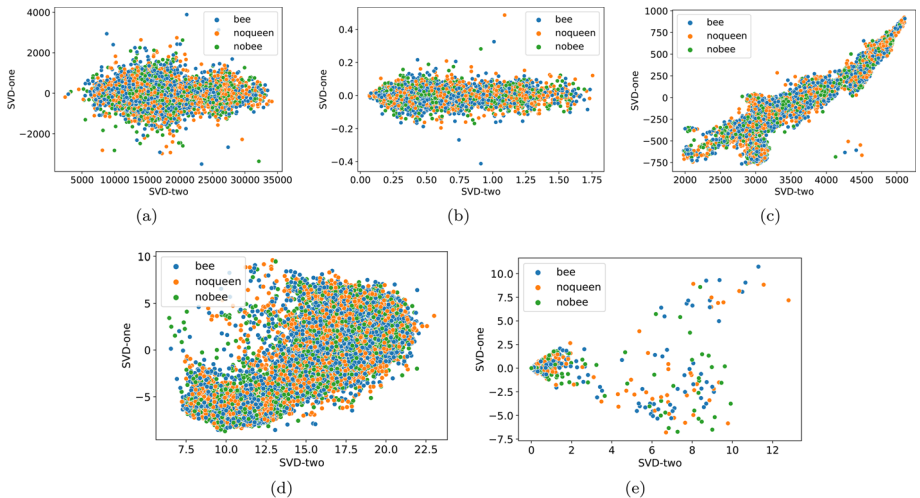 4000
2000
0
−2000
SVD-one
5000 10000 15000 20000 25000 30000 35000
SVD-two
bee
noqueen
nobee
(a)
0.4
0.2
0.0
−0.2
−0.4
SVD-one
0.00 0.25 0.50 0.75 1.00 1.25 1.50 1.75
SVD-two
bee
noqueen
nobee
(b)
1000
750
500
250
0
−250
−500
−750
SVD-one
2000 2500 3000 3500 4000 4500 5000
SVD-two
bee
noqueen
nobee
(c)
10
5
0
−5
SVD-one
7.5 10.0 12.5 15.0 17.5 20.0 22.5
SVD-two
bee
noqueen
nobee
(d)
10.0
7.5
5.0
2.5
0.0
−2.5
−5.0
−7.5
SVD-one
0 2 4 6 8 10 12
SVD-two
bee
noqueen
nobee
(e)